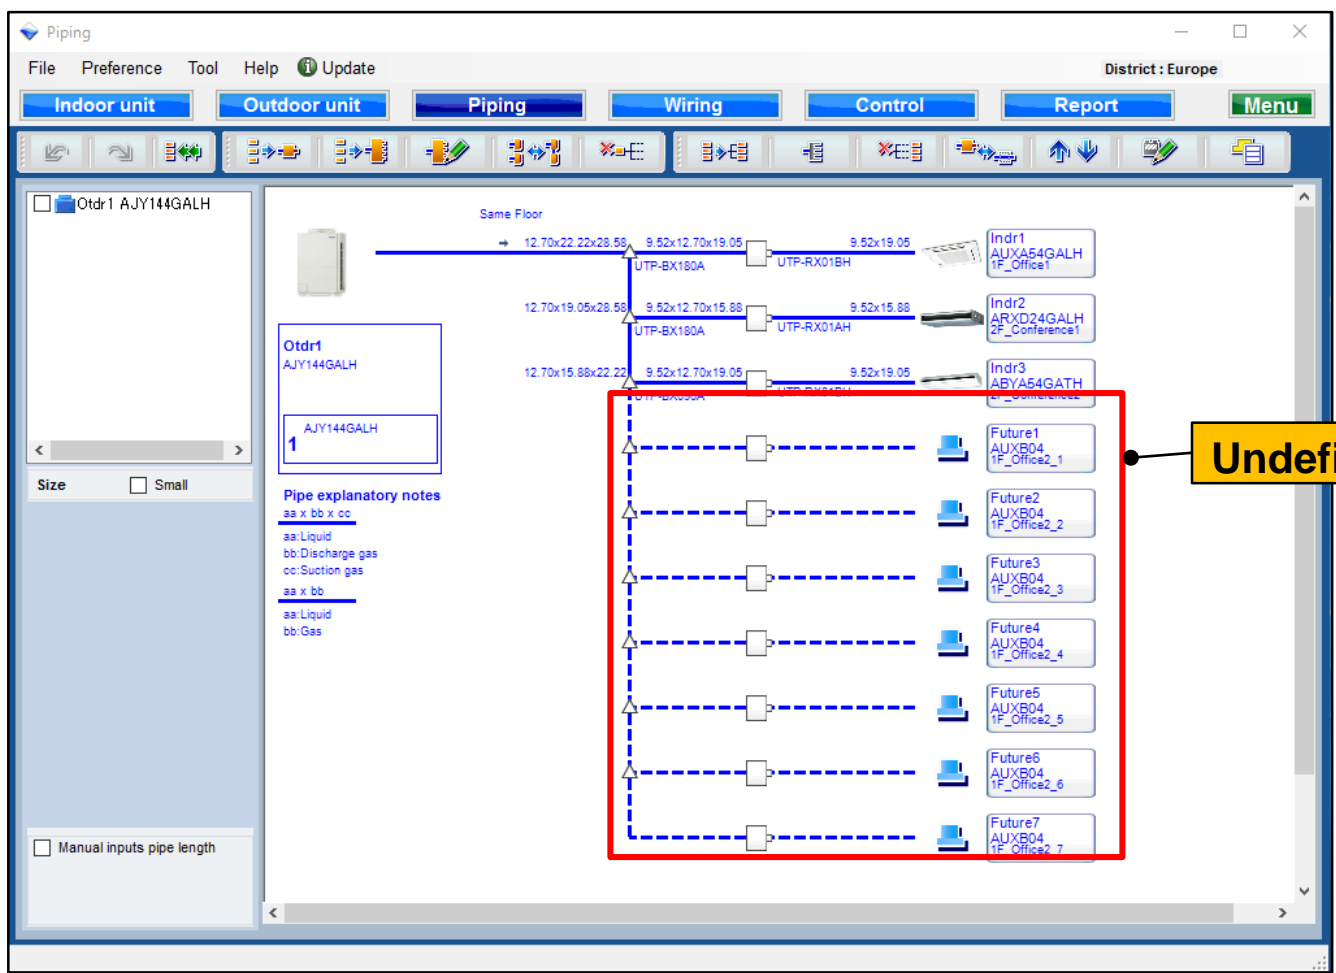 Piping
File Preference Tool Help Update
District : Europe
Indoor unit Outdoor unit Piping Wiring Control Report Menu
Otdr1 AJY144GALH
Size Small
Manual inputs pipe length
Same Floor
12.70x22.22x28.58 9.52x12.70x19.05 9.52x19.05
UTP-BX180A UTP-RX01BH
Indr1
AUXA54GALH
1F_Office1
12.70x19.05x28.58 9.52x12.70x15.88 9.52x15.88
UTP-BX180A UTP-RX01AH
Indr2
ARXD24GALH
2F_Conference1
12.70x15.88x22.22 9.52x12.70x19.05 9.52x19.05
UTP-BX090A UTP-RX01BH
Indr3
ABYA54GATH
2F_Conference2
Otdr1
AJY144GALH
AJY144GALH
1
Pipe explanatory notes
aa x bb x cc
aa:Liquid
bb:Discharge gas
cc:Suction gas
aa x bb
aa:Liquid
bb:Gas
Future1
AUXB04
1F_Office2_1
Future2
AUXB04
1F_Office2_2
Future3
AUXB04
1F_Office2_3
Future4
AUXB04
1F_Office2_4
Future5
AUXB04
1F_Office2_5
Future6
AUXB04
1F_Office2_6
Future7
AUXB04
1F_Office2_7
Undefi